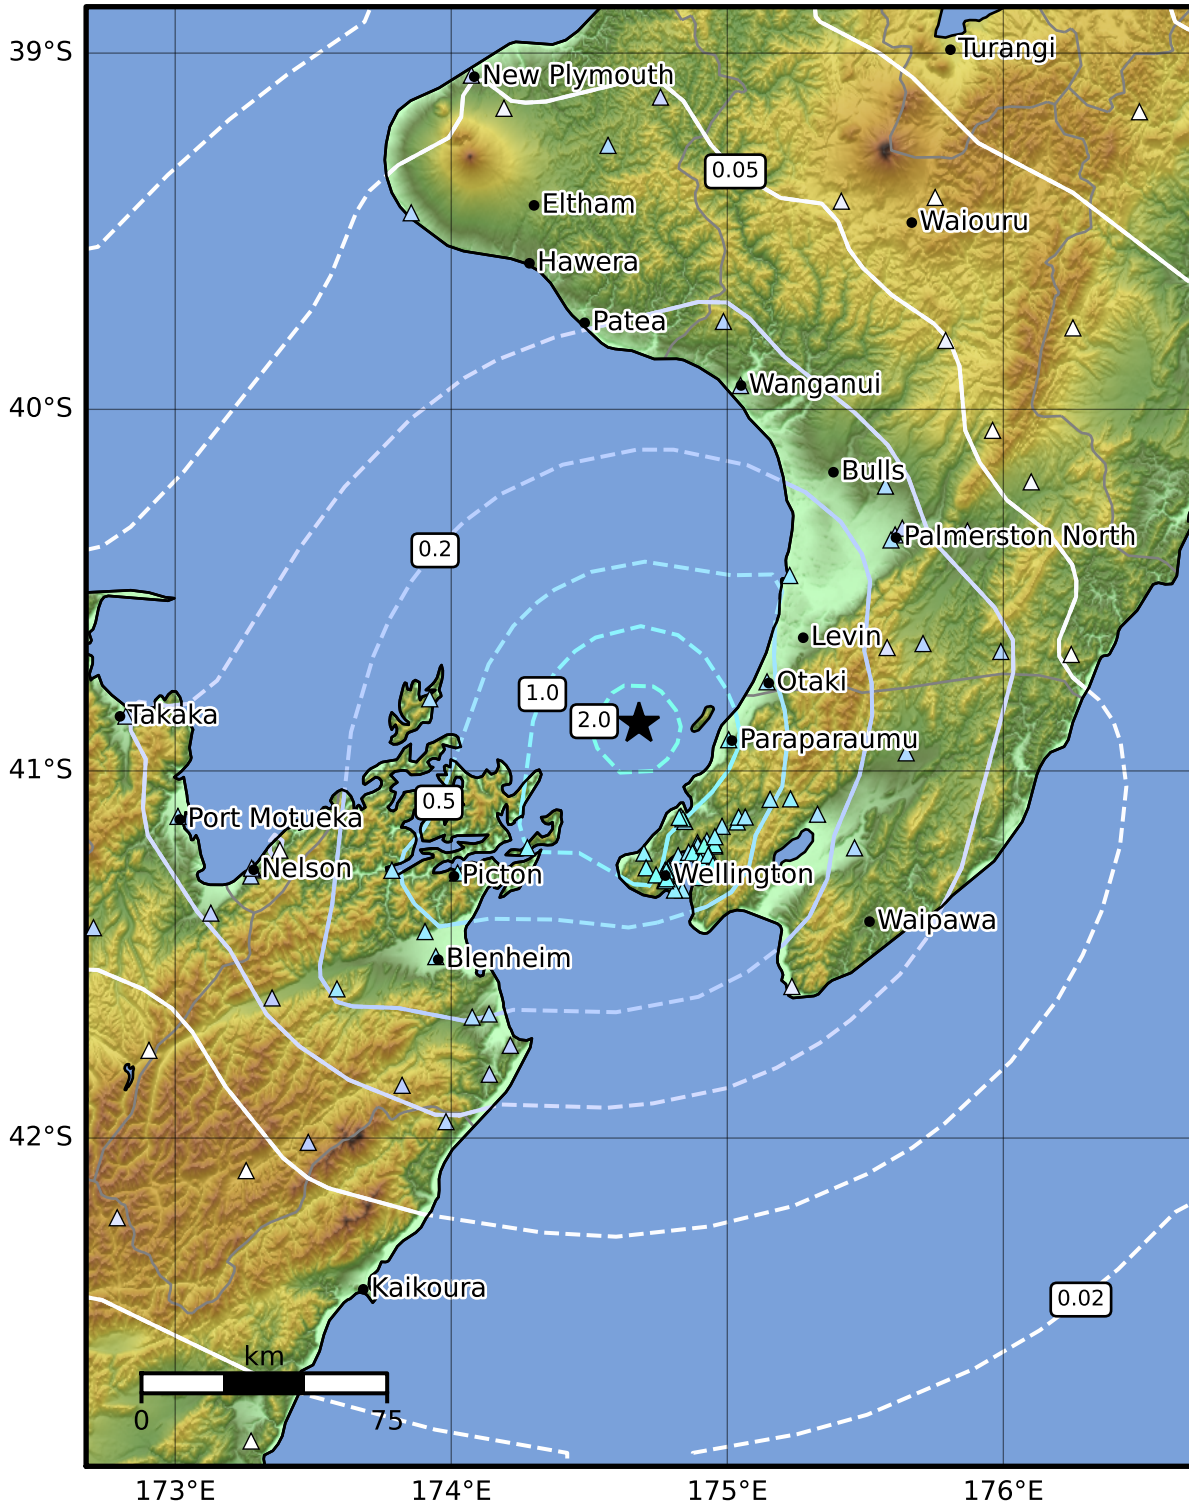 39°S
Turangi
New Plymouth
0.05
Eltham
Waiouru
Hawera
Patea
Wanganui
40°S
Bulls
Palmerston North
0.2
Levin
Otaki
1.0
2.0
Takaka
Paraparaumu
41°S
0.5
Port Motueka
Nelson
Picton
Wellington
Waipawa
Blenheim
42°S
Kaikoura
0.02
km
0
75
173°E
174°E
175°E
176°E